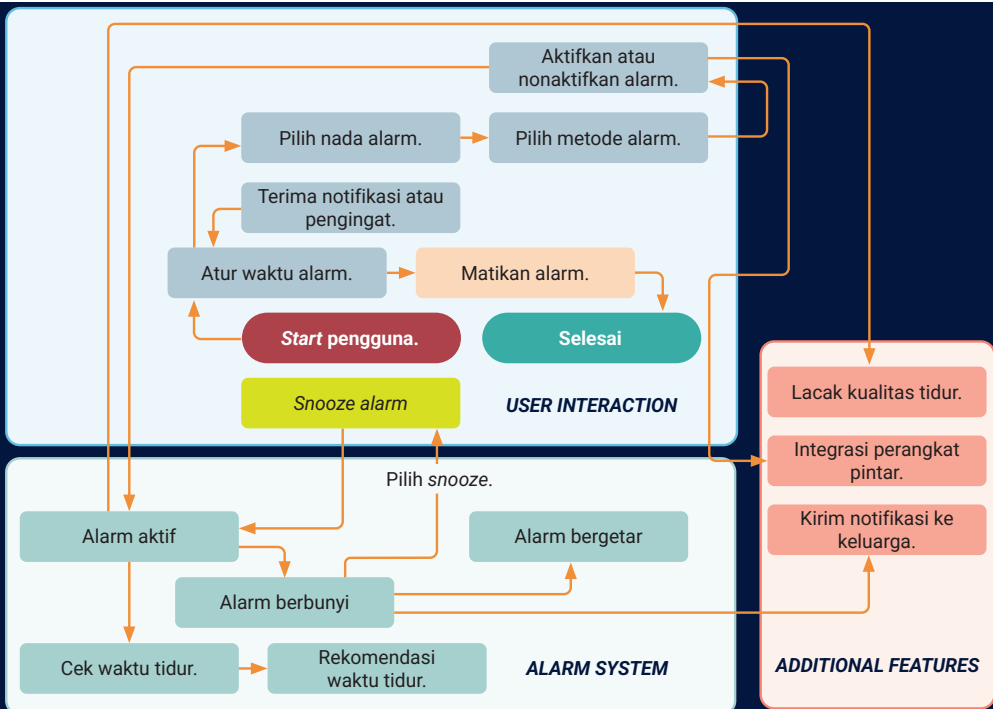 Aktifkan atau
nonaktifkan alarm.
Pilih nada alarm.
Pilih metode alarm.
Terima notifikasi atau
pengingat.
Atur waktu alarm.
Matikan alarm.
Start pengguna.
Selesai
Snooze alarm
USER INTERACTION
Lacak kualitas tidur.
Integrasi perangkat
pintar.
Kirim notifikasi ke
keluarga.
ADDITIONAL FEATURES
Pilih snooze.
Alarm aktif
Alarm bergetar
Alarm berbunyi
Cek waktu tidur.
Rekomendasi
waktu tidur.
ALARM SYSTEM